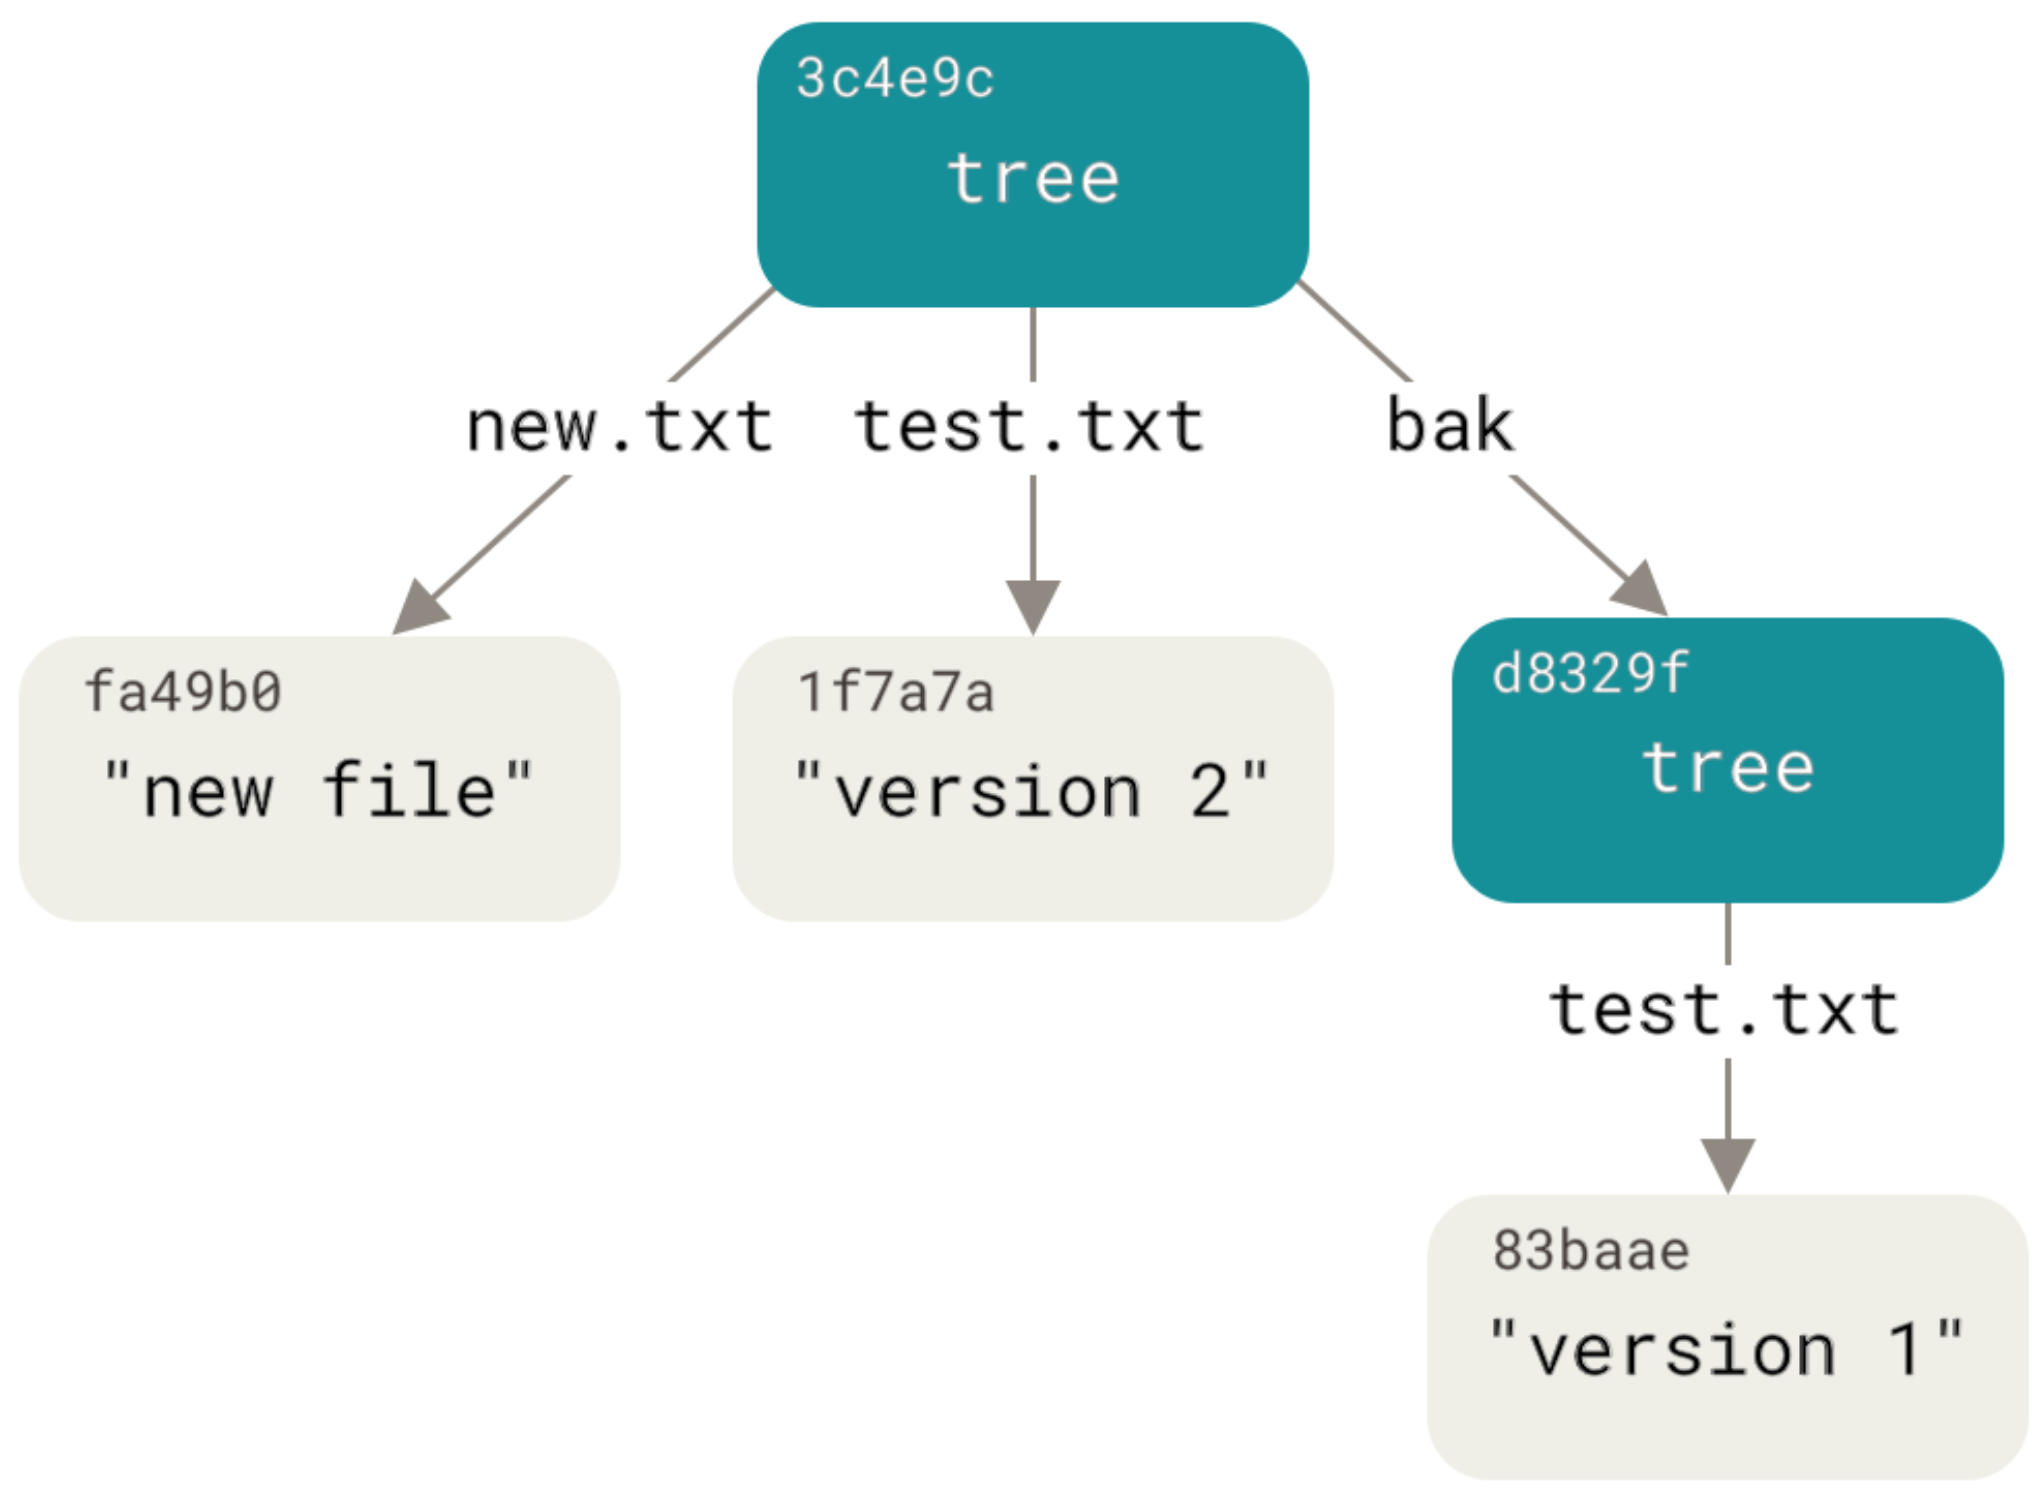 3c4e9c
tree
new.txt
test.txt
bak
fa49b0
"new file"
1f7a7a
"version 2"
d8329f
tree
test.txt
83baae
"version 1"